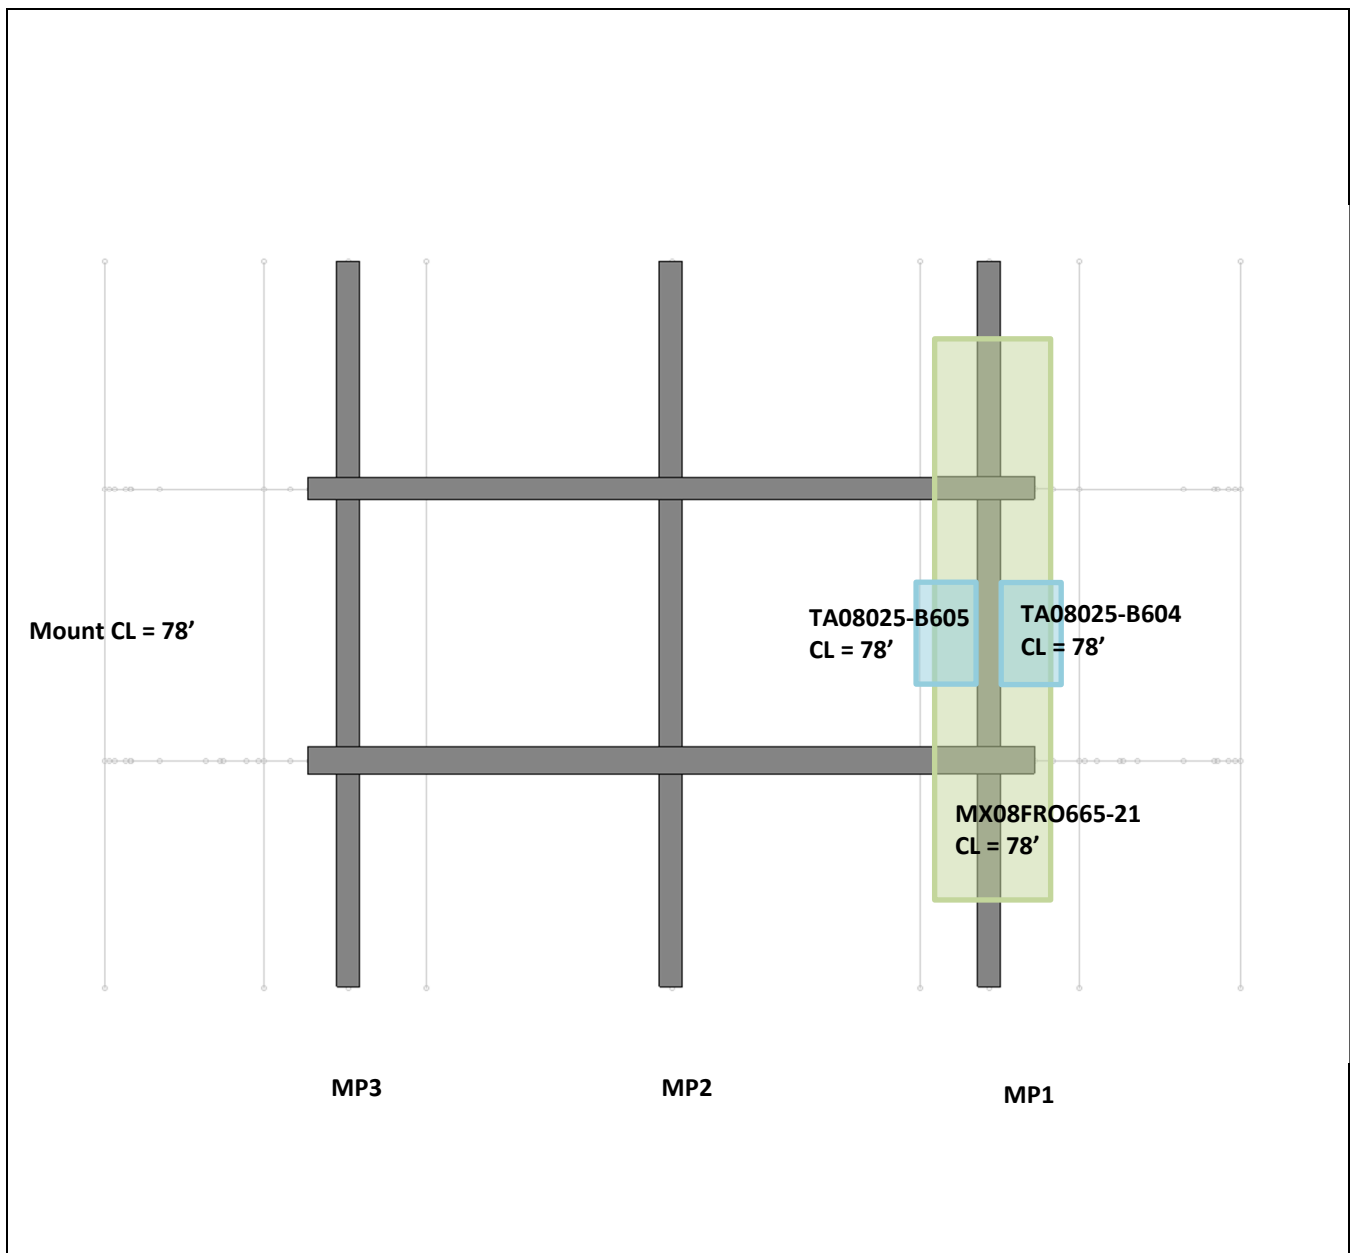 Mount CL = 78’
TA08025-B605
CL = 78’
TA08025-B604
CL = 78’
MX08FRO665-21
CL = 78’
MP3
MP2
MP1